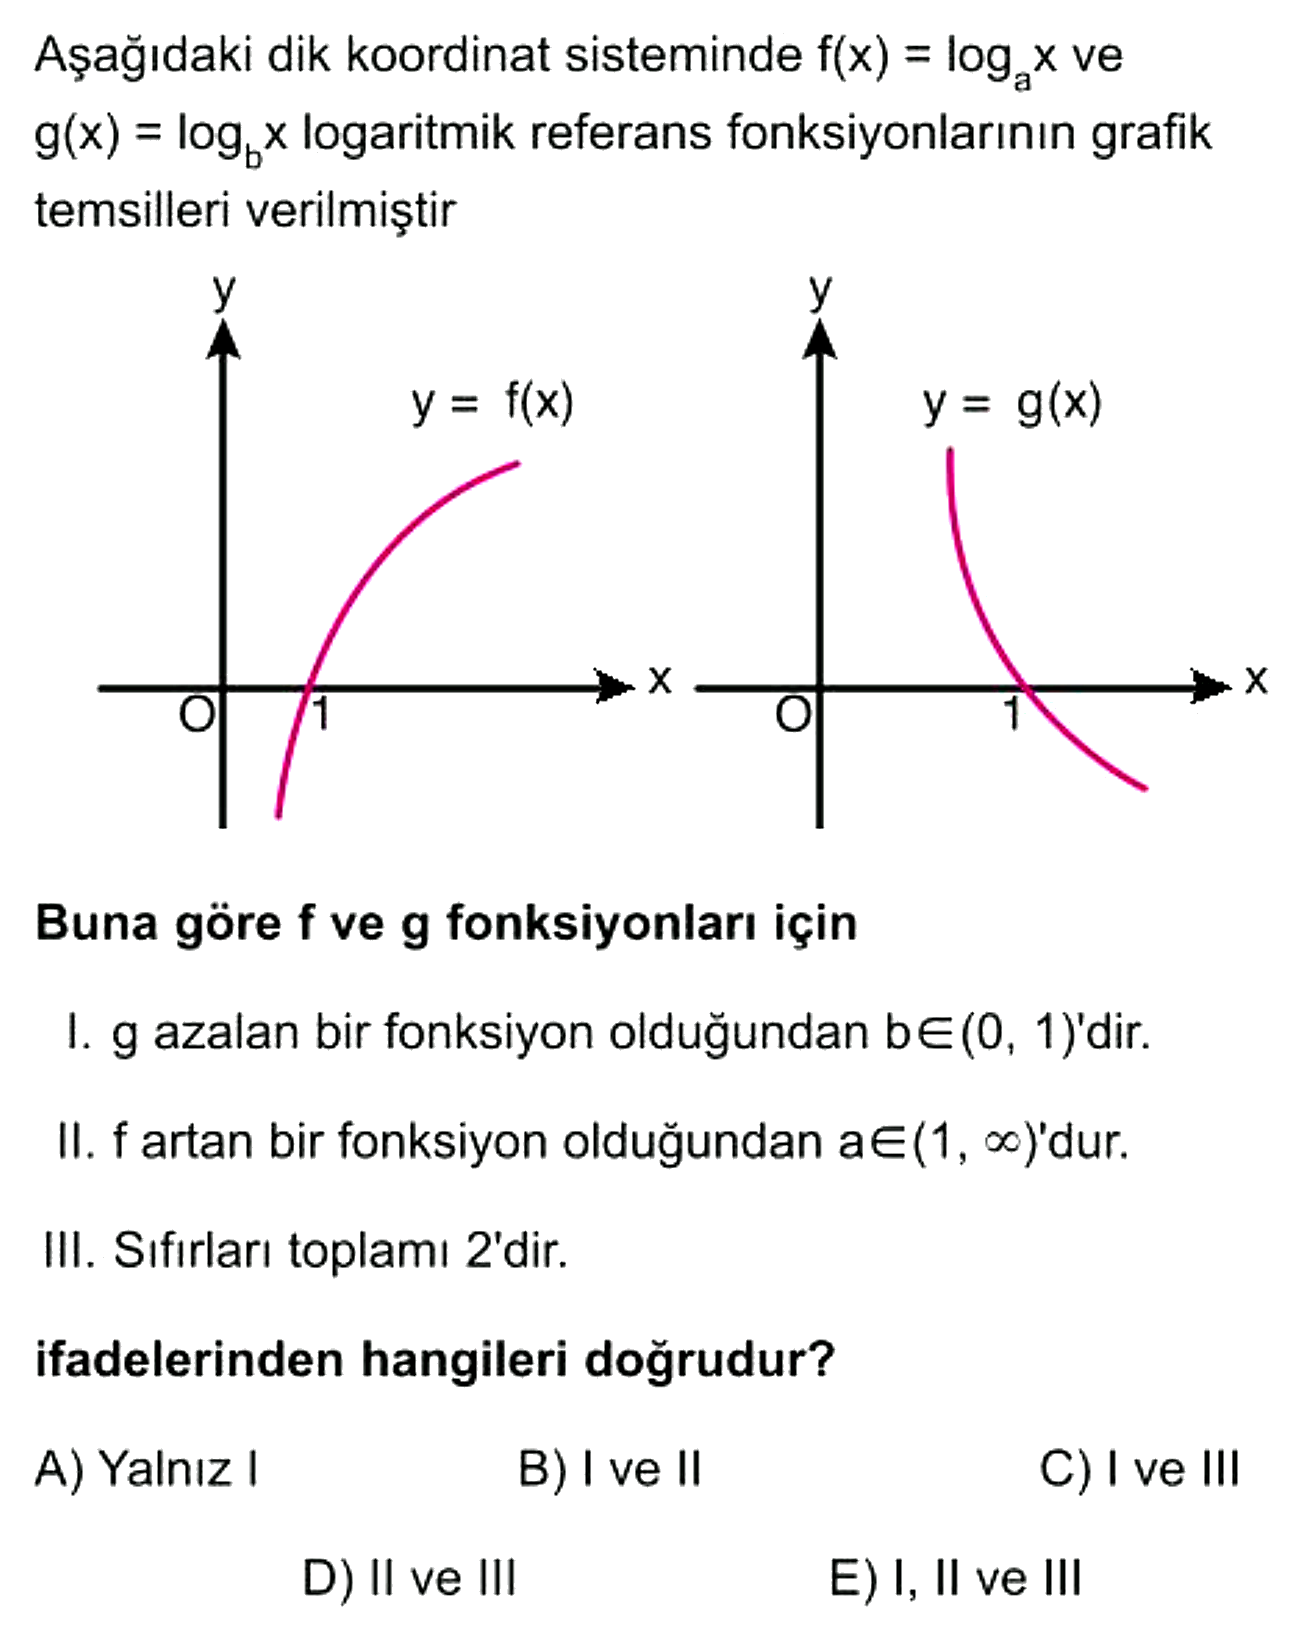 Aşağıdaki dik koordinat sisteminde f(x) = logₐx ve
g(x) = log_bx logaritmik referans fonksiyonlarının grafik
temsilleri verilmiştir
y
y = f(x)
x
O
1
y
y = g(x)
x
O
1
Buna göre f ve g fonksiyonları için
I. g azalan bir fonksiyon olduğundan b∈(0, 1)'dir.
II. f artan bir fonksiyon olduğundan a∈(1, ∞)'dur.
III. Sıfırları toplamı 2'dir.
ifadelerinden hangileri doğrudur?
A) Yalnız I B) I ve II C) I ve III
D) II ve III E) I, II ve III